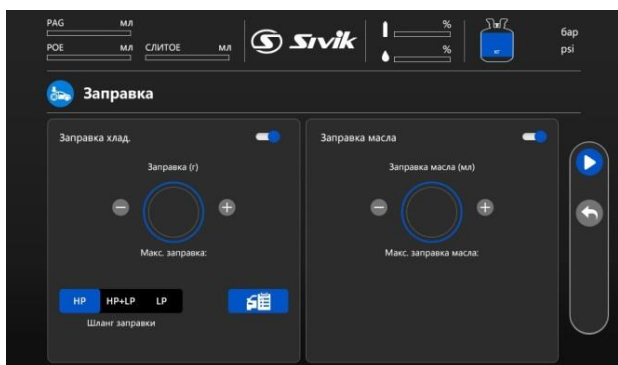 PAG мл
POE мл СЛИТОЕ мл
Sivik
%
%
кг
бар
psi
Заправка
Заправка хлад.
Заправка (г)
Макс. заправка:
HP HP+LP LP
Шланг заправки
Заправка масла
Заправка масла (мл)
Макс. заправка масла: